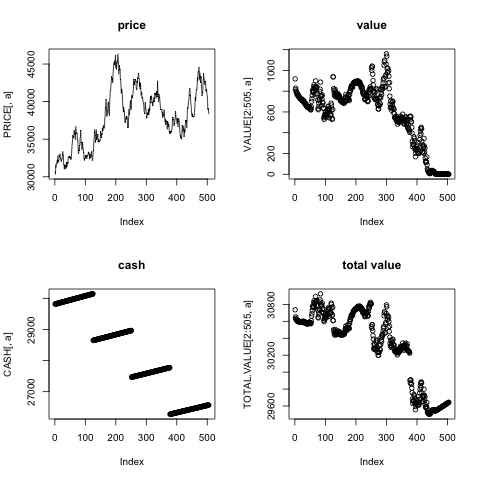 price
PRICE[, a]
30000 35000 40000 45000
0 100 200 300 400 500
Index
value
VALUE[2:505, a]
0 200 600 1000
0 100 200 300 400 500
Index
cash
CASH[, a]
27000 29000
0 100 200 300 400 500
Index
total value
TOTAL.VALUE[2:505, a]
29600 30200 30800
0 100 200 300 400 500
Index